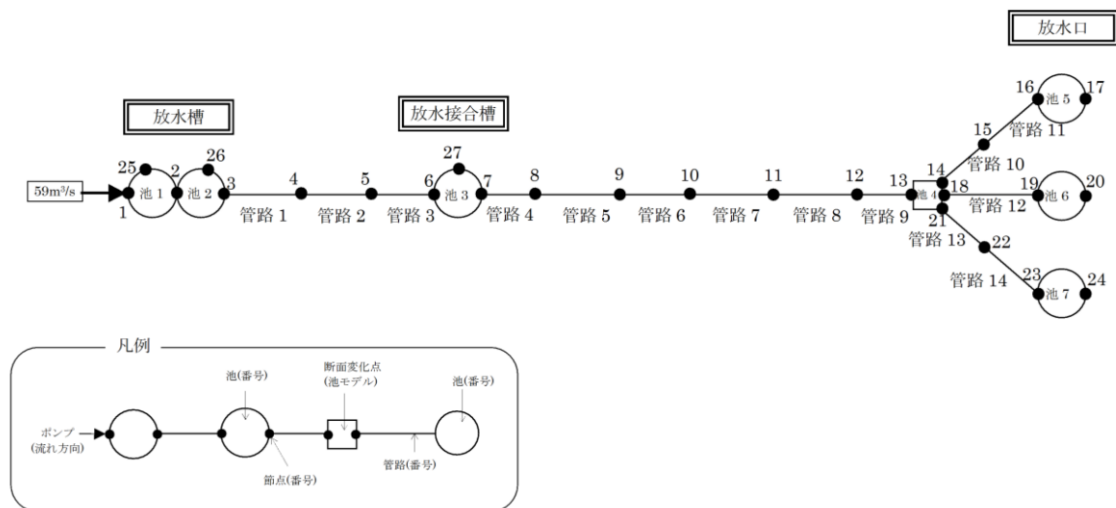 放水口
放水槽
放水接合槽
59m³/s
1
25
池 1
2
26
池 2
3
管路 1
4
管路 2
5
管路 3
6
27
池 3
7
管路 4
8
管路 5
9
管路 6
10
管路 7
11
管路 8
12
管路 9
13
池 4
14
管路 10
15
管路 11
16
池 5
17
18
管路 12
19
池 6
20
21
管路 13
22
管路 14
23
池 7
24
凡例
池(番号)
断面変化点
(池モデル)
池(番号)
ポンプ
(流れ方向)
節点(番号)
管路(番号)